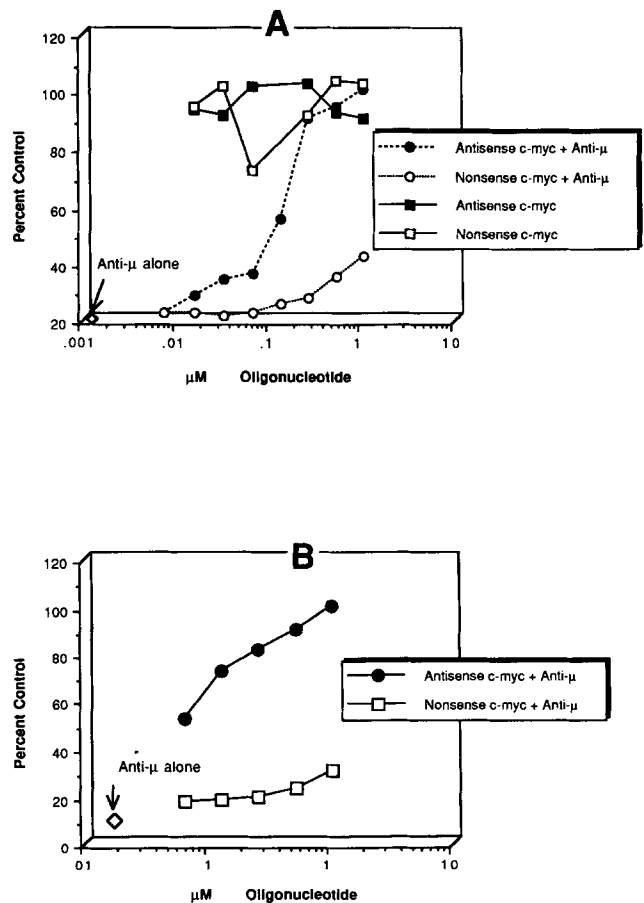 A
Percent Control
120
100
80
60
40
20
Anti-μ alone
.001
.01
.1
1
10
μM Oligonucleotide
Antisense c-myc + Anti-μ
Nonsense c-myc + Anti-μ
Antisense c-myc
Nonsense c-myc
B
Percent Control
120
100
80
60
40
20
0
Anti-μ alone
01
1
1
10
μM Oligonucleotide
Antisense c-myc + Anti-μ
Nonsense c-myc + Anti-μ